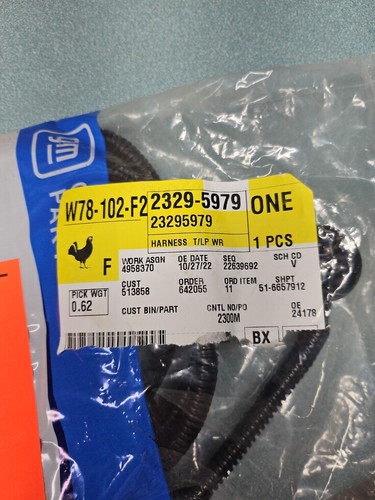 gm
W78-102-F2
2329-5979
23295979
HARNESS T/LP WR
ONE
1 PCS
F
WORK ASGN
4958370
OE DATE
10/27/22
SEQ
22639692
SCH CD
V
PICK WGT
0.62
CUST
513858
ORDER
642055
ORD ITEM
11
SHPT
51-6657912
CUST BIN/PART
CNTL NO/PO
2300M
OE
24178
BX